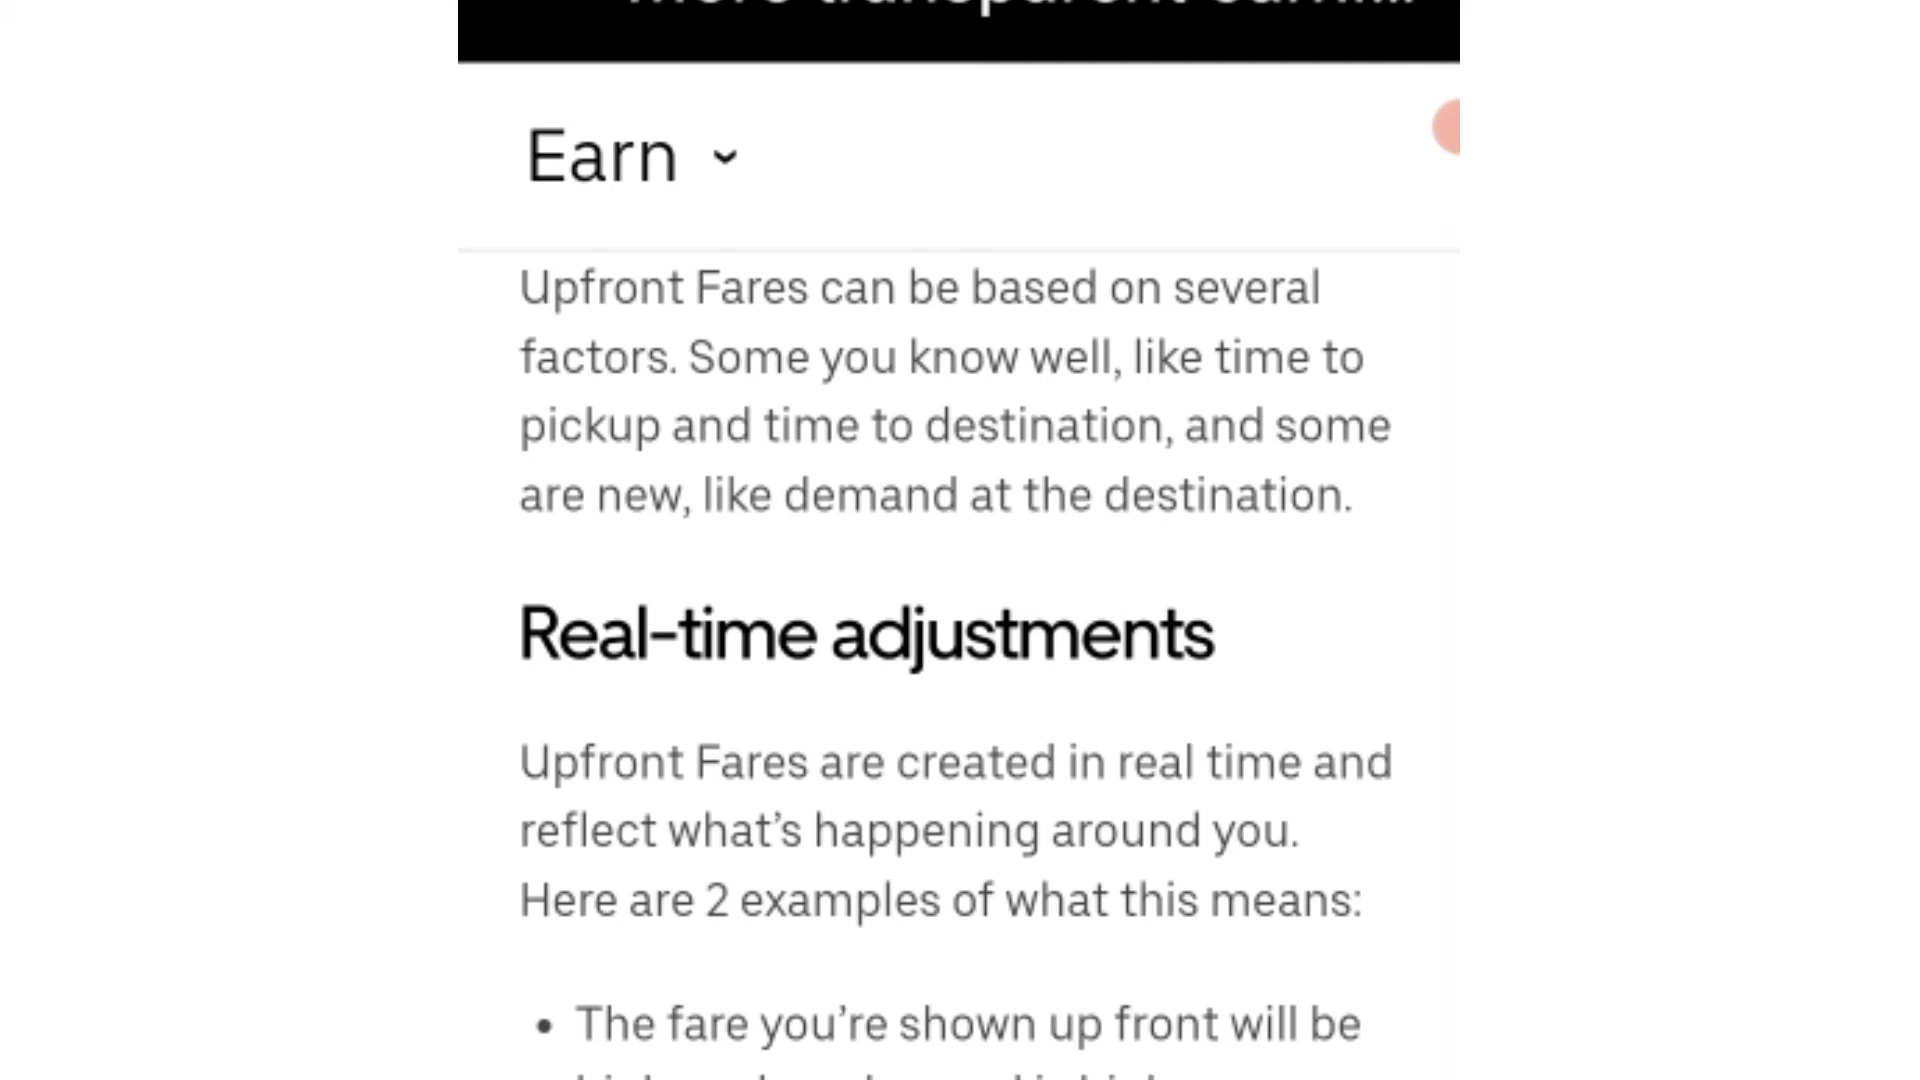 More transparent
Earn
Upfront Fares can be based on several
factors. Some you know well, like time to
pickup and time to destination, and some
are new, like demand at the destination.
Real-time adjustments
Upfront Fares are created in real time and
reflect what’s happening around you.
Here are 2 examples of what this means:
• The fare you’re shown up front will be